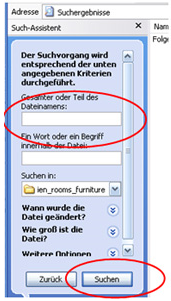 Adresse Suchergebnisse
Such-Assistent
Nam
Folge
Der Suchvorgang wird
entsprechend der unten
angegebenen Kriterien
durchgeführt.
Gesamter oder Teil des
Dateinamens:
Ein Wort oder ein Begriff
innerhalb der Datei:
Suchen in:
ien_rooms_furniture
Wann wurde die
Datei geändert?
Wie groß ist die
Datei?
Weitere Optionen
Zurück Suchen